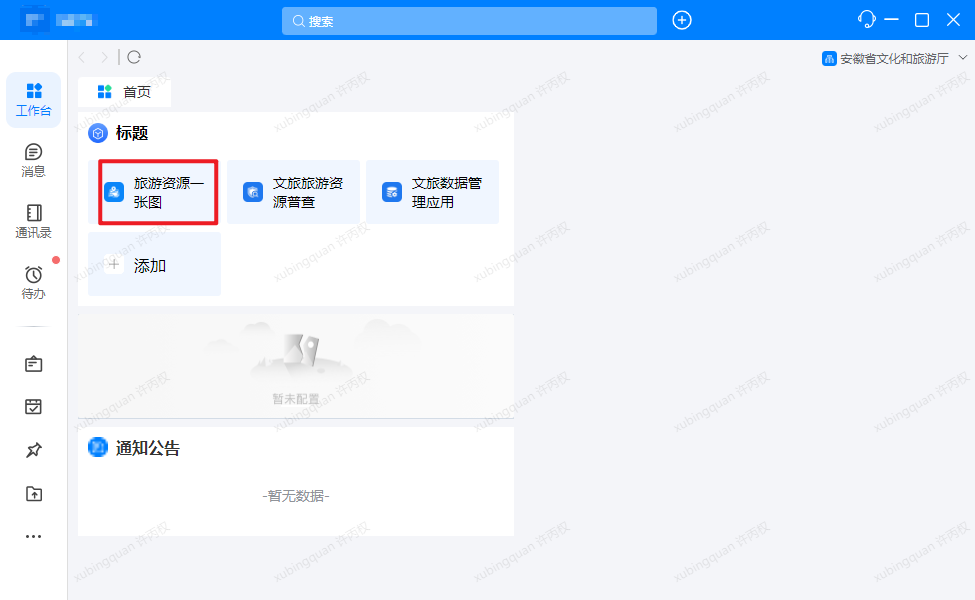 搜索
安徽省文化和旅游厅
工作台
消息
通讯录
待办
首页
标题
旅游资源一
张图
文旅旅游资
源普查
文旅数据管
理应用
添加
暂未配置
通知公告
-暂无数据-
xubingquan 许丙权